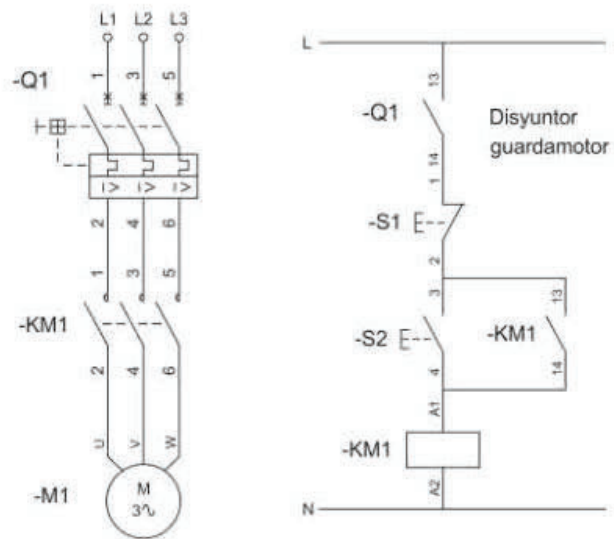 L1 L2 L3
-Q1
1 3 5
I> I> I>
2 4 6
1 3 5
-KM1
2 4 6
U V W
-M1
M
3∿
L
13
-Q1
Disyuntor
guardamotor
14
1
-S1
2
3
13
-S2
-KM1
4
14
A1
-KM1
A2
N